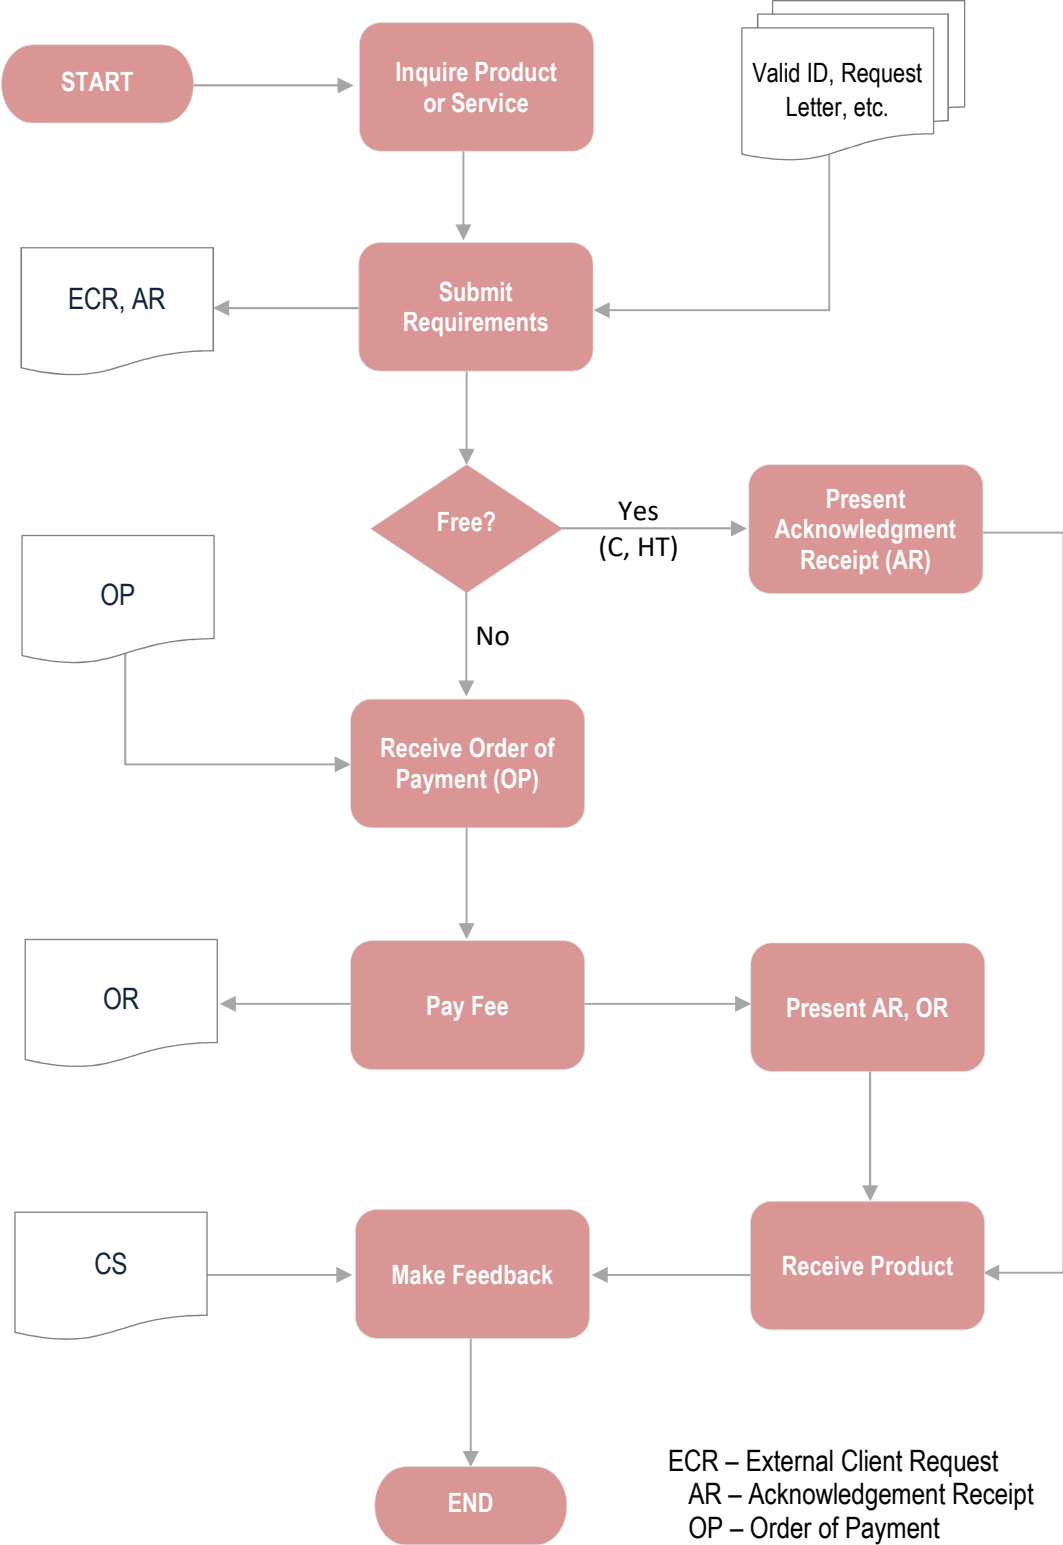 START
Inquire Product
or Service
Valid ID, Request
Letter, etc.
ECR, AR
Submit
Requirements
Free?
Yes
(C, HT)
Present
Acknowledgment
Receipt (AR)
OP
No
Receive Order of
Payment (OP)
OR
Pay Fee
Present AR, OR
CS
Make Feedback
Receive Product
END
ECR – External Client Request
AR – Acknowledgement Receipt
OP – Order of Payment